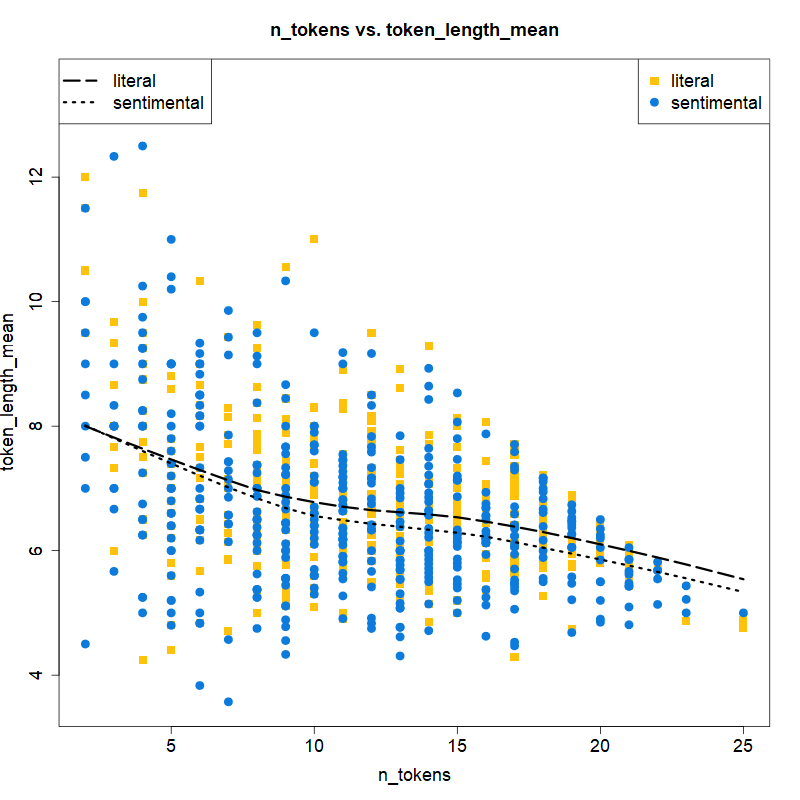 n_tokens vs. token_length_mean
literal
sentimental
literal
sentimental
token_length_mean
12
10
8
6
4
5
10
15
20
25
n_tokens